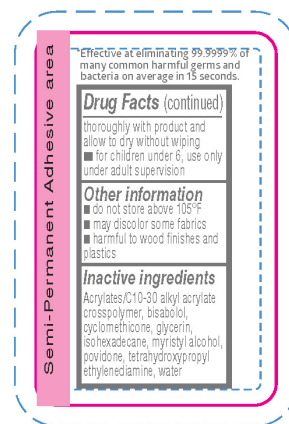 Semi-Permanent Adhesive area
Effective at eliminating 99.9999% of
many common harmful germs and
bacteria on average in 15 seconds.
Drug Facts (continued)
thoroughly with product and
allow to dry without wiping
■ for children under 6, use only
under adult supervision
Other information
■ do not store above 105ºF
■ may discolor some fabrics
■ harmful to wood finishes and
plastics
Inactive ingredients
Acrylates/C10-30 alkyl acrylate
crosspolymer, bisabolol,
cyclomethicone, glycerin,
isohexadecane, myristyl alcohol,
povidone, tetrahydroxypropyl
ethylenediamine, water